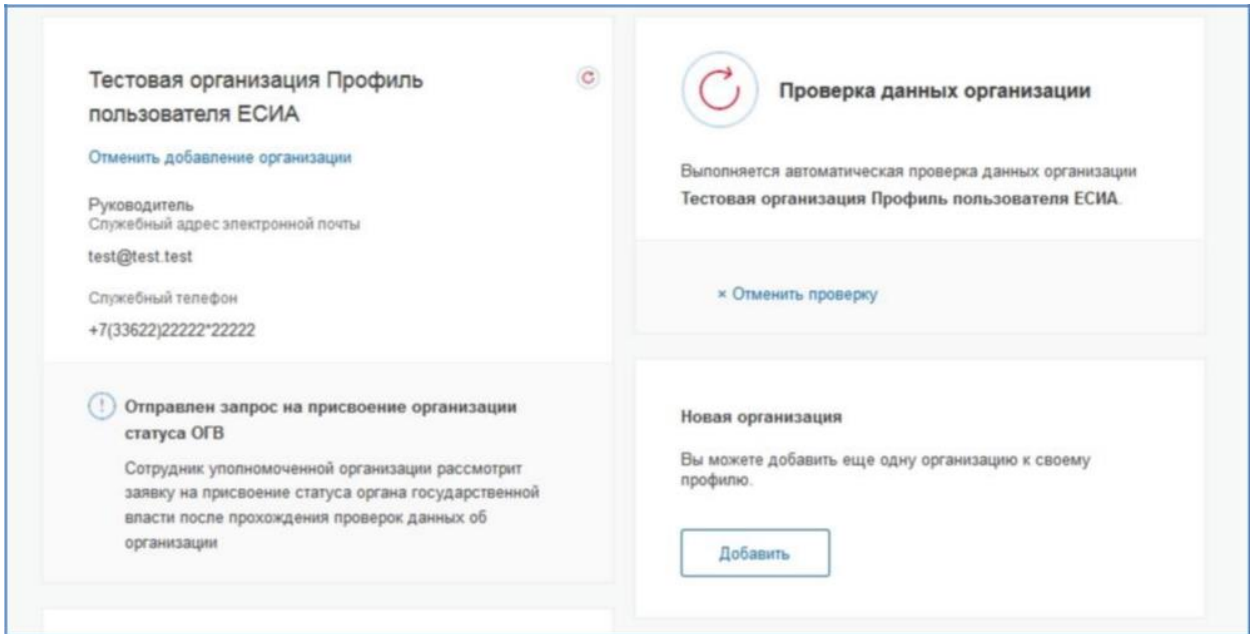 Тестовая организация Профиль
пользователя ЕСИА
Отменить добавление организации
Руководитель
Служебный адрес электронной почты
test@test.test
Служебный телефон
+7(33622)22222*22222
! Отправлен запрос на присвоение организации
статуса ОГВ
Сотрудник уполномоченной организации рассмотрит
заявку на присвоение статуса органа государственной
власти после прохождения проверок данных об
организации
Проверка данных организации
Выполняется автоматическая проверка данных организации
Тестовая организация Профиль пользователя ЕСИА.
× Отменить проверку
Новая организация
Вы можете добавить еще одну организацию к своему
профилю.
Добавить